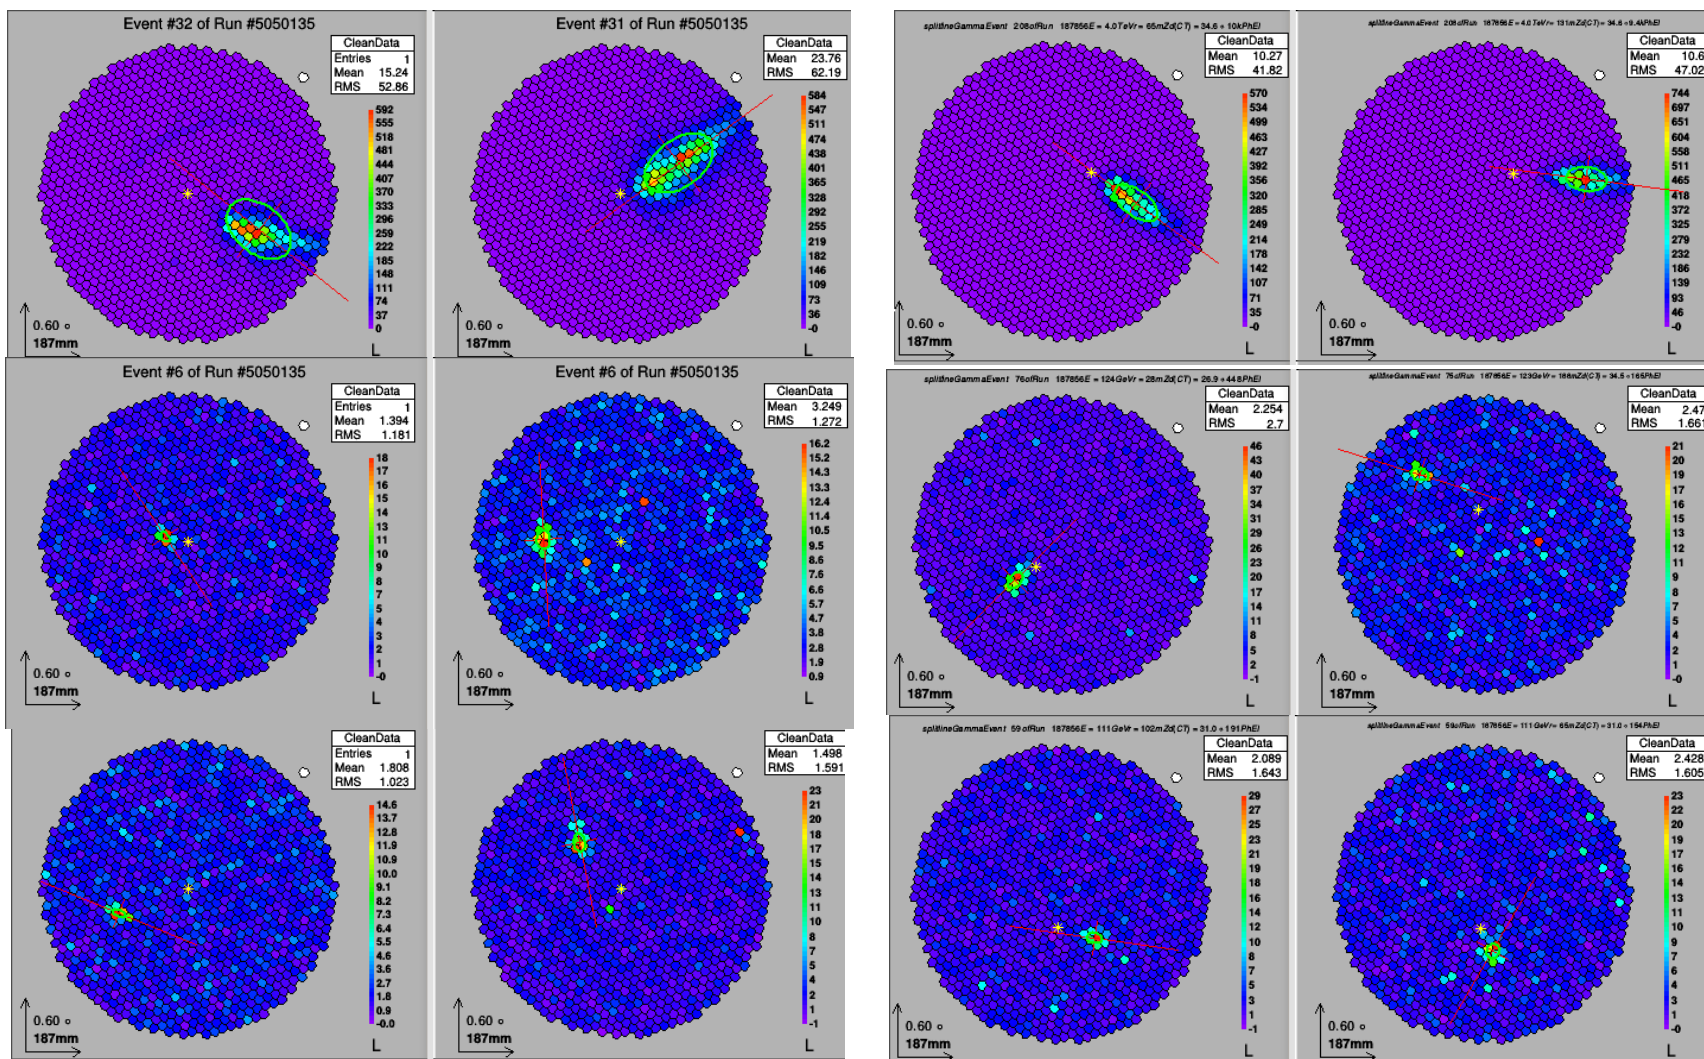 Event #32 of Run #5050135
CleanData
Entries 1
Mean 15.24
RMS 52.86
592
555
518
481
444
407
370
333
296
259
222
185
148
111
74
37
0
0.60 o
187mm
L
Event #31 of Run #5050135
CleanData
Mean 23.76
RMS 62.19
584
547
511
474
438
401
365
328
292
255
219
182
146
109
73
36
-0
0.60 o
187mm
L
CleanData
Mean 10.27
RMS 41.82
570
534
499
463
427
392
356
320
285
249
214
178
142
107
71
35
-0
0.60 o
187mm
L
CleanData
Mean 10.6
RMS 47.02
744
697
651
604
558
511
465
418
372
325
279
232
186
139
93
46
-0
0.60 o
187mm
L
Event #6 of Run #5050135
CleanData
Entries 1
Mean 1.394
RMS 1.181
18
17
16
15
14
13
11
10
9
8
7
5
4
3
2
1
-0
0.60 o
187mm
L
Event #6 of Run #5050135
CleanData
Mean 3.249
RMS 1.272
16.2
15.2
14.3
13.3
12.4
11.4
10.5
9.5
8.6
7.6
6.6
5.7
4.7
3.8
2.8
1.9
0.9
0.60 o
187mm
L
CleanData
Mean 2.254
RMS 2.7
46
43
40
37
34
31
29
26
23
20
17
14
11
8
5
2
-1
0.60 o
187mm
L
CleanData
Mean 2.47
RMS 1.661
21
20
19
17
16
15
13
12
11
9
8
7
5
4
2
1
-0
0.60 o
187mm
L
CleanData
Entries 1
Mean 1.808
RMS 1.023
14.6
13.7
12.8
11.9
10.9
10.0
9.1
8.2
7.3
6.4
5.5
4.6
3.6
2.7
1.8
0.9
-0.0
0.60 o
187mm
L
CleanData
Mean 1.498
RMS 1.591
23
21
20
18
17
15
14
13
11
10
8
7
5
4
2
1
-1
0.60 o
187mm
L
CleanData
Mean 2.089
RMS 1.643
29
27
25
23
21
19
18
16
14
12
10
8
7
5
3
1
-1
0.60 o
187mm
L
CleanData
Mean 2.428
RMS 1.605
23
22
20
19
17
16
14
13
11
10
9
7
6
4
3
1
-0
0.60 o
187mm
L